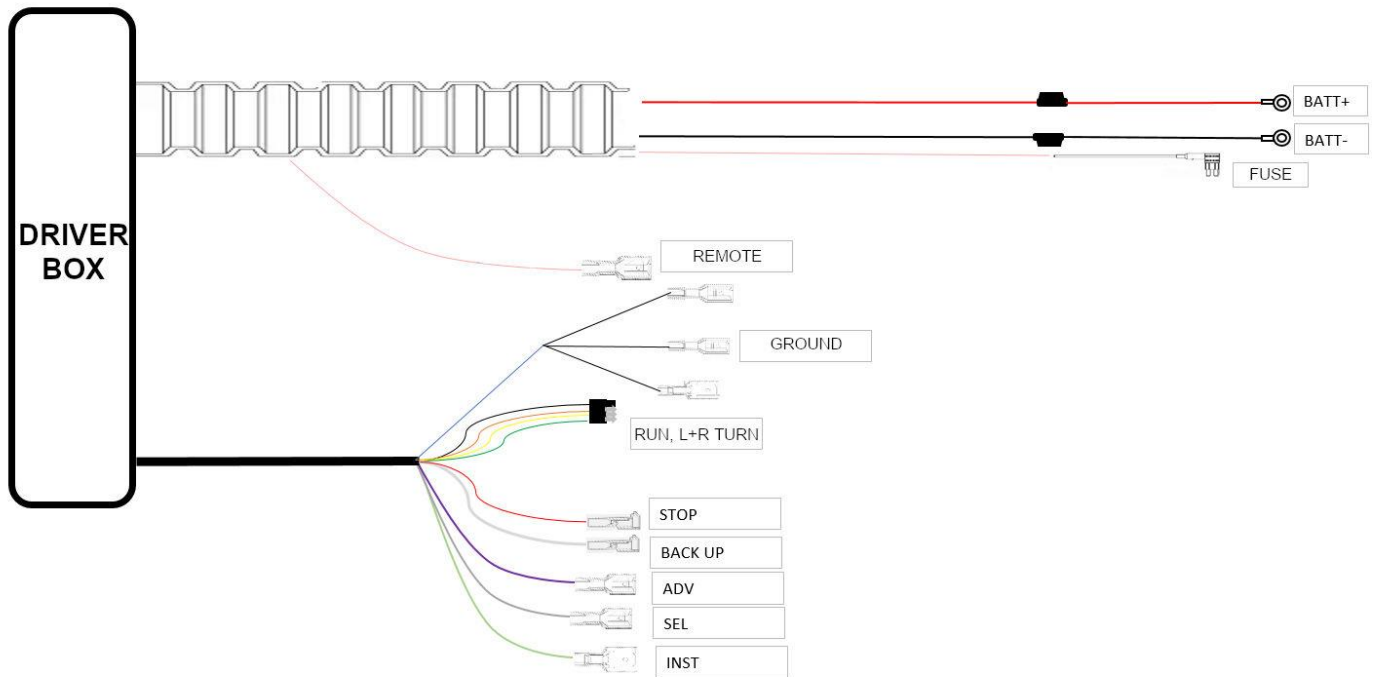 BATT+
BATT-
FUSE
DRIVER
BOX
REMOTE
GROUND
RUN, L+R TURN
STOP
BACK UP
ADV
SEL
INST